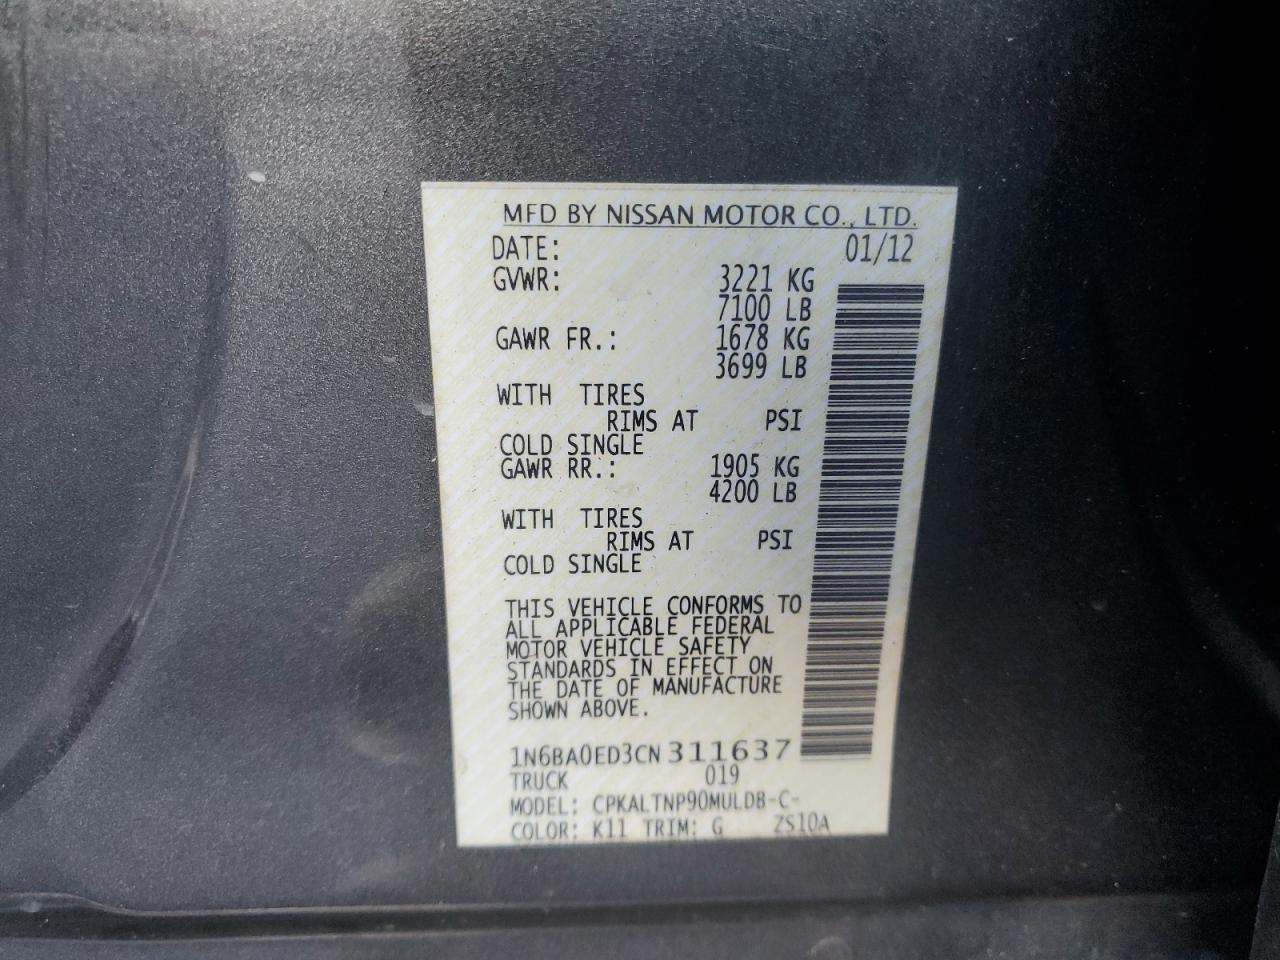 MFD BY NISSAN MOTOR CO., LTD.
DATE: 01/12
GVWR: 3221 KG
7100 LB
GAWR FR.: 1678 KG
3699 LB
WITH TIRES
RIMS AT PSI
COLD SINGLE
GAWR RR.: 1905 KG
4200 LB
WITH TIRES
RIMS AT PSI
COLD SINGLE
THIS VEHICLE CONFORMS TO
ALL APPLICABLE FEDERAL
MOTOR VEHICLE SAFETY
STANDARDS IN EFFECT ON
THE DATE OF MANUFACTURE
SHOWN ABOVE.
1N6BA0ED3CN311637
TRUCK 019
MODEL: CPKALTNP90MULDB-C-
COLOR: K11 TRIM: G ZS10A